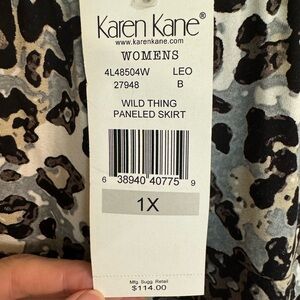 Karen Kane®
www.karenkane.com
WOMENS
4L48504W LEO
27948 B
WILD THING
PANELED SKIRT
6 38940 40775 9
1X
Mfg. Sugg. Retail
$114.00